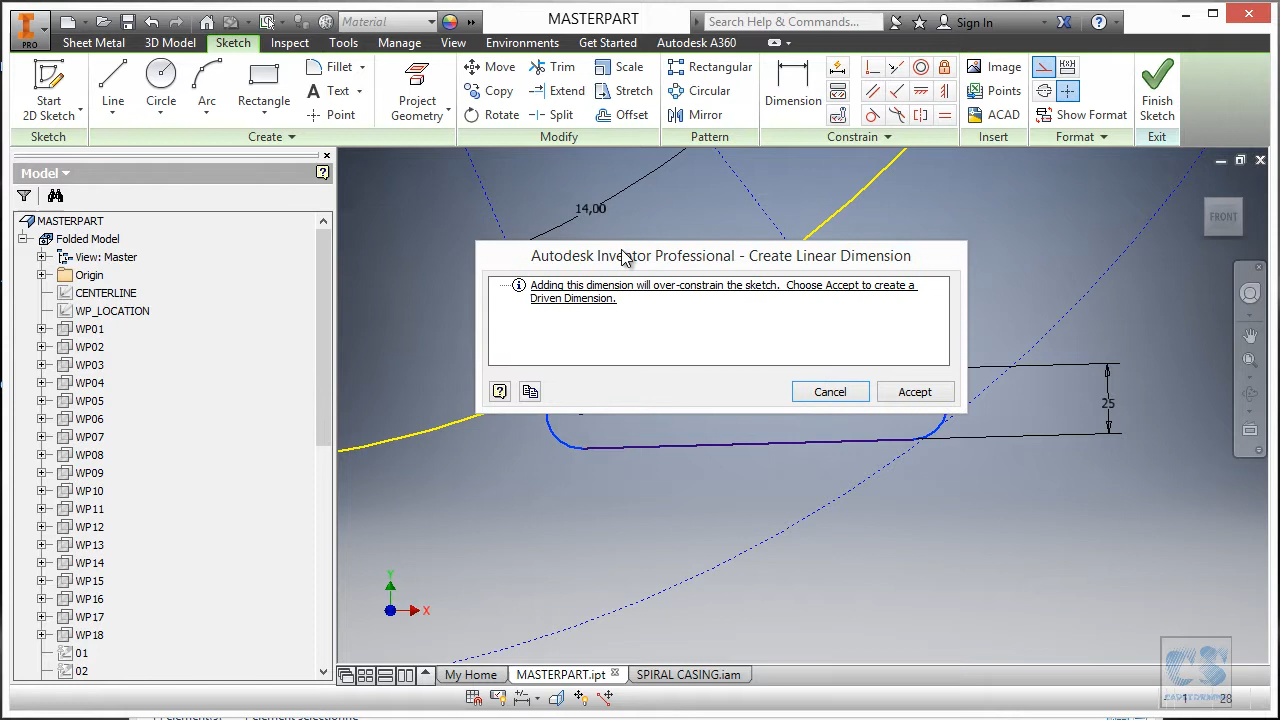 Material
MASTERPART
Search Help & Commands...
Sign In
PRO
Sheet Metal
3D Model
Sketch
Inspect
Tools
Manage
View
Environments
Get Started
Autodesk A360
Start
2D Sketch
Line
Circle
Arc
Rectangle
Fillet
Text
Point
Project
Geometry
Move
Copy
Rotate
Trim
Extend
Split
Scale
Stretch
Offset
Rectangular
Circular
Mirror
Dimension
Image
Points
ACAD
Show Format
Finish
Sketch
Sketch
Create
Modify
Pattern
Constrain
Insert
Format
Exit
Model
MASTERPART
Folded Model
View: Master
Origin
CENTERLINE
WP_LOCATION
WP01
WP02
WP03
WP04
WP05
WP06
WP07
WP08
WP09
WP10
WP11
WP12
WP13
WP14
WP15
WP16
WP17
WP18
01
02
14,00
FRONT
Autodesk Inventor Professional - Create Linear Dimension
Adding this dimension will over-constrain the sketch. Choose Accept to create a
Driven Dimension.
Cancel
Accept
25
Y
X
My Home
MASTERPART.ipt
SPIRAL CASING.iam
CS
1
28